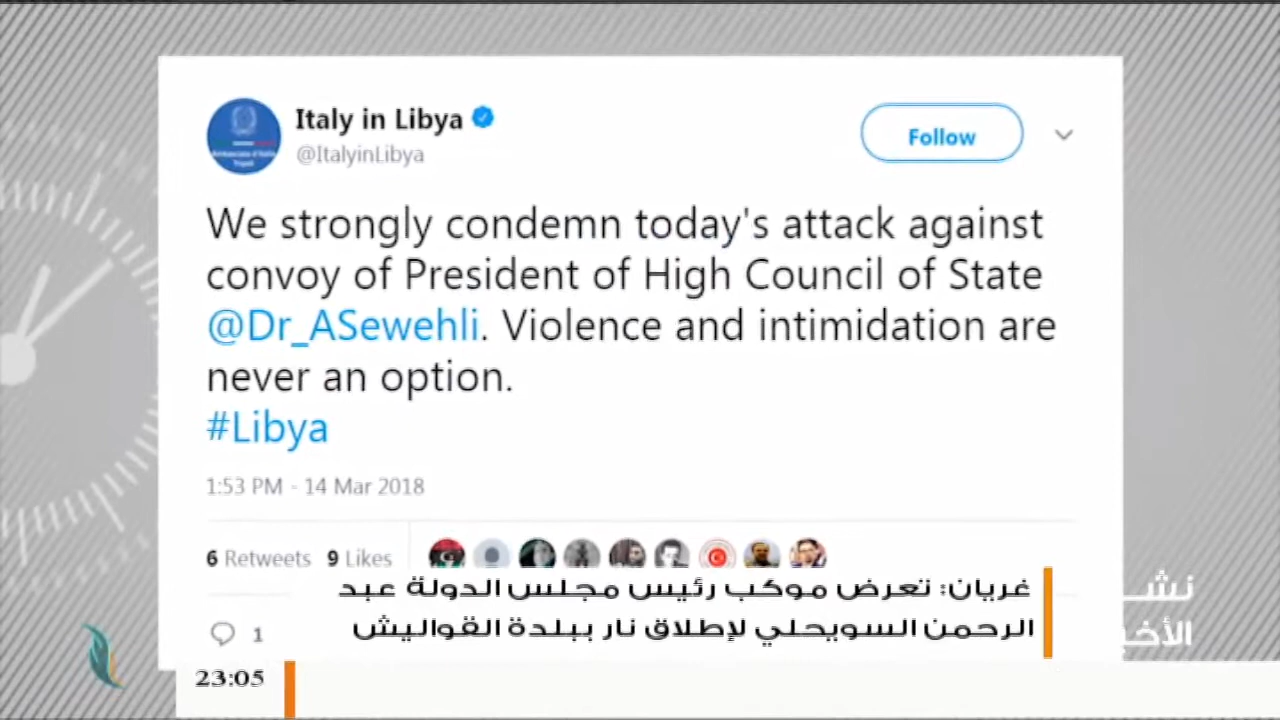 Italy in Libya
@ItalyinLibya
Follow
We strongly condemn today's attack against
convoy of President of High Council of State
@Dr_ASewehli. Violence and intimidation are
never an option.
#Libya
1:53 PM - 14 Mar 2018
6 Retweets 9 Likes
1
غريان: تعرض موكب رئيس مجلس الدولة عبد
الرحمن السويحلي لإطلاق نار ببلدة القواليش
23:05